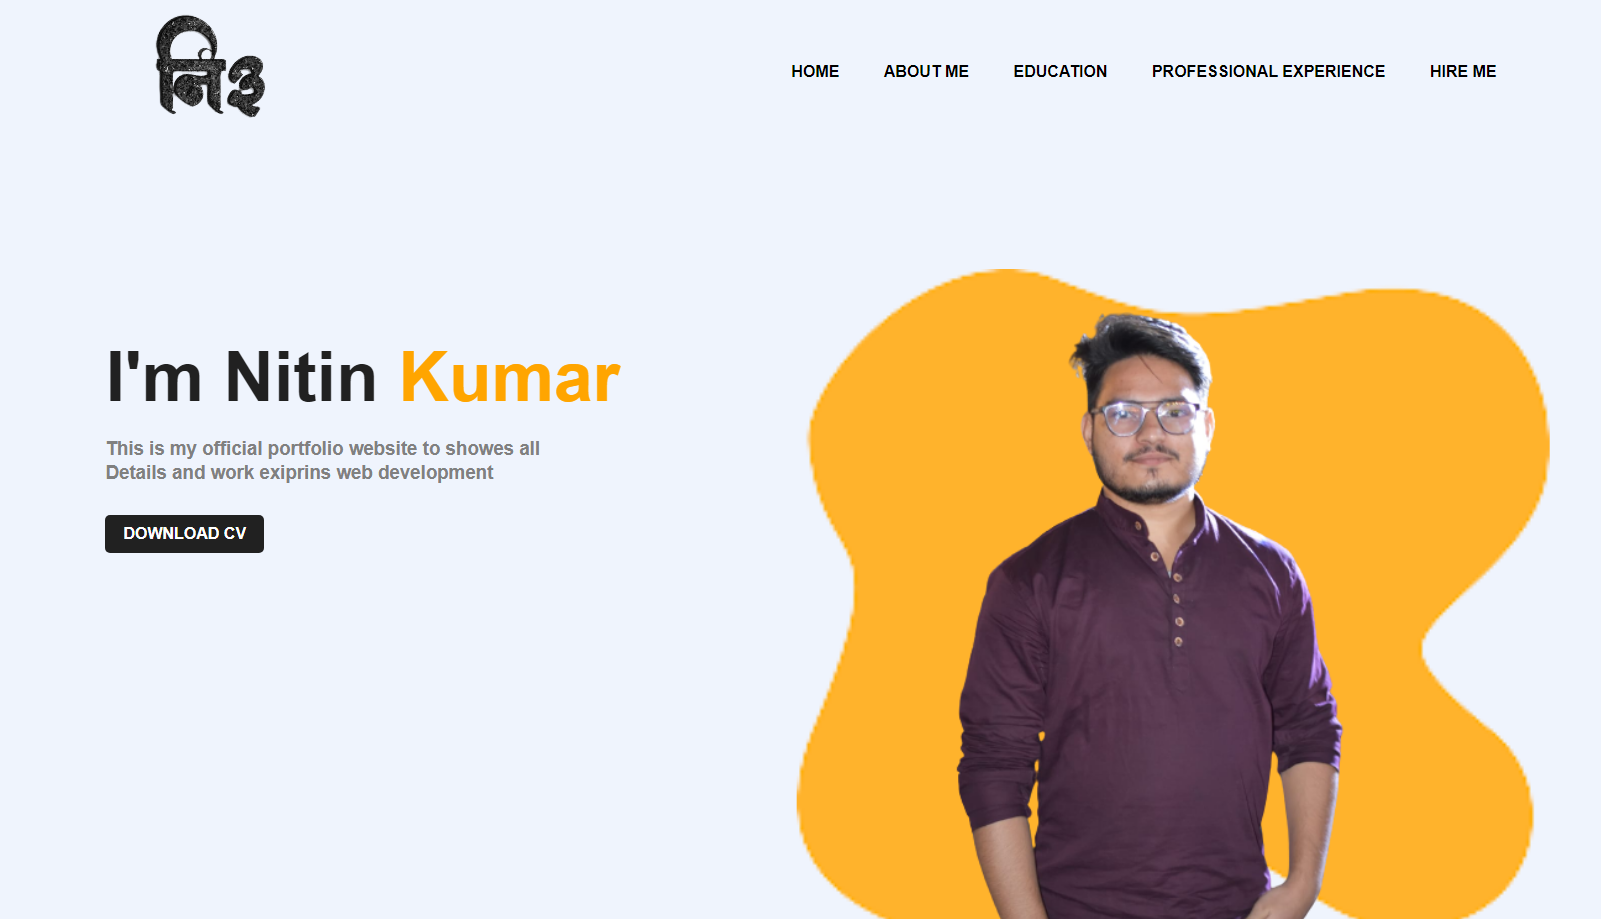 नि३
HOME ABOUT ME EDUCATION PROFESSIONAL EXPERIENCE HIRE ME
I'm Nitin Kumar
This is my official portfolio website to showes all
Details and work exiprins web development
DOWNLOAD CV